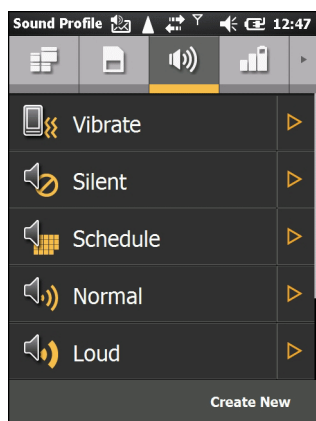 Sound Profile 12:47
Vibrate
Silent
Schedule
Normal
Loud
Create New